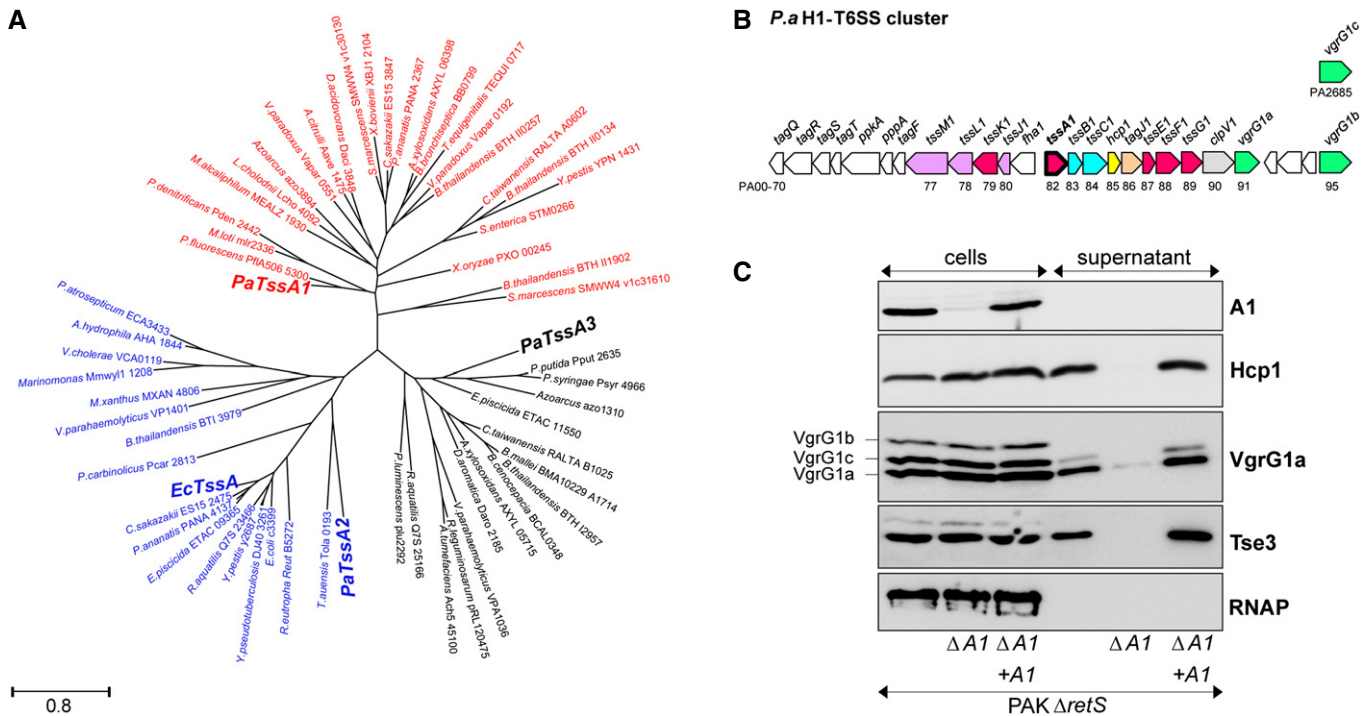 A
S.marcescens SMWW4 v1c30130
X.bovienii XBJ1 2104
C.sakazakii ES15 3847
P.ananatis PANA 2367
A.xylosoxidans AXYL 06398
B.bronchiseptica BB0799
T.equigenitalis TEQUI 0717
V.paradoxus Vapar 0192
B.thailandensis BTH II0257
C.taiwanensis RALTA A0602
B.thailandensis BTH II0134
Y.pestis YPN 1431
S.enterica STM0266
X.oryzae PXO 00245
B.thailandensis BTH II1902
S.marcescens SMWW4 v1c31610
D.acidovorans Daci 3848
A.citrulli Aave 1475
V.paradoxus Vapar 0551
Azoarcus azo3894
L.cholodnii Lcho 4092
M.alcaliphilum MEALZ 1930
P.denitrificans Pden 2442
M.loti mlr2336
P.fluorescens PflA506 5300
PaTssA1
P.atrosepticum ECA3433
A.hydrophila AHA 1844
V.cholerae VCA0119
Marinomonas Mmwyl1 1208
M.xanthus MXAN 4806
V.parahaemolyticus VP1401
B.thailandensis BTI 3979
P.carbinolicus Pcar 2813
EcTssA
C.sakazakii ES15 2475
P.ananatis PANA 4137
E.piscicida ETAC 09365
R.aquatilis Q7S 23466
Y.pestis y2687
Y.pseudotuberculosis DJ40 3261
E.coli c3399
R.eutropha Reut B5272
T.auensis Tola 0193
PaTssA2
PaTssA3
P.putida Pput 2635
P.syringae Psyr 4966
Azoarcus azo1310
E.piscicida ETAC 11550
C.taiwanensis RALTA B1025
B.mallei BMA10229 A1714
B.thailandensis BTH I2957
B.cenocepacia BCAL0348
A.xylosoxidans AXYL 05715
D.aromatica Daro 2165
V.parahaemolyticus VPA1036
R.leguminosarum pRL120475
A.tumefaciens Ach5 45100
R.aquatilis Q7S 25166
P.luminescens plu2292
0.8
B
P.a H1-T6SS cluster
vgrG1c
PA2685
tagQ tagR tagS tagT ppkA pppA tagF tssM1 tssL1 tssK1 tssJ1 fha1 tssA1 tssB1 tssC1 hcp1 tagJ1 tssE1 tssF1 tssG1 clpV1 vgrG1a vgrG1b
PA00-70 77 78 79 80 82 83 84 85 86 87 88 89 90 91 95
C
cells supernatant
A1
Hcp1
VgrG1b
VgrG1c
VgrG1a
VgrG1a
Tse3
RNAP
Δ A1 Δ A1 Δ A1 Δ A1
+A1 +A1
PAK ΔretS